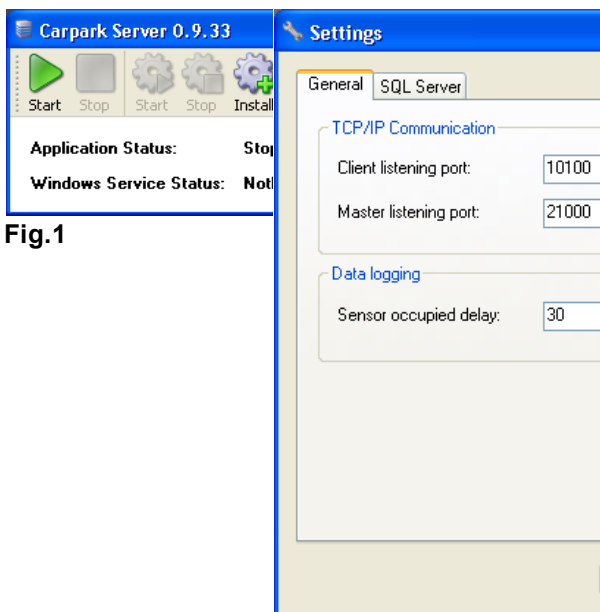 Carpark Server 0.9.33
Start Stop Start Stop Install
Application Status:
Windows Service Status:
Fig.1
Settings
General SQL Server
TCP/IP Communication
Client listening port: 10100
Master listening port: 21000
Data logging
Sensor occupied delay: 30